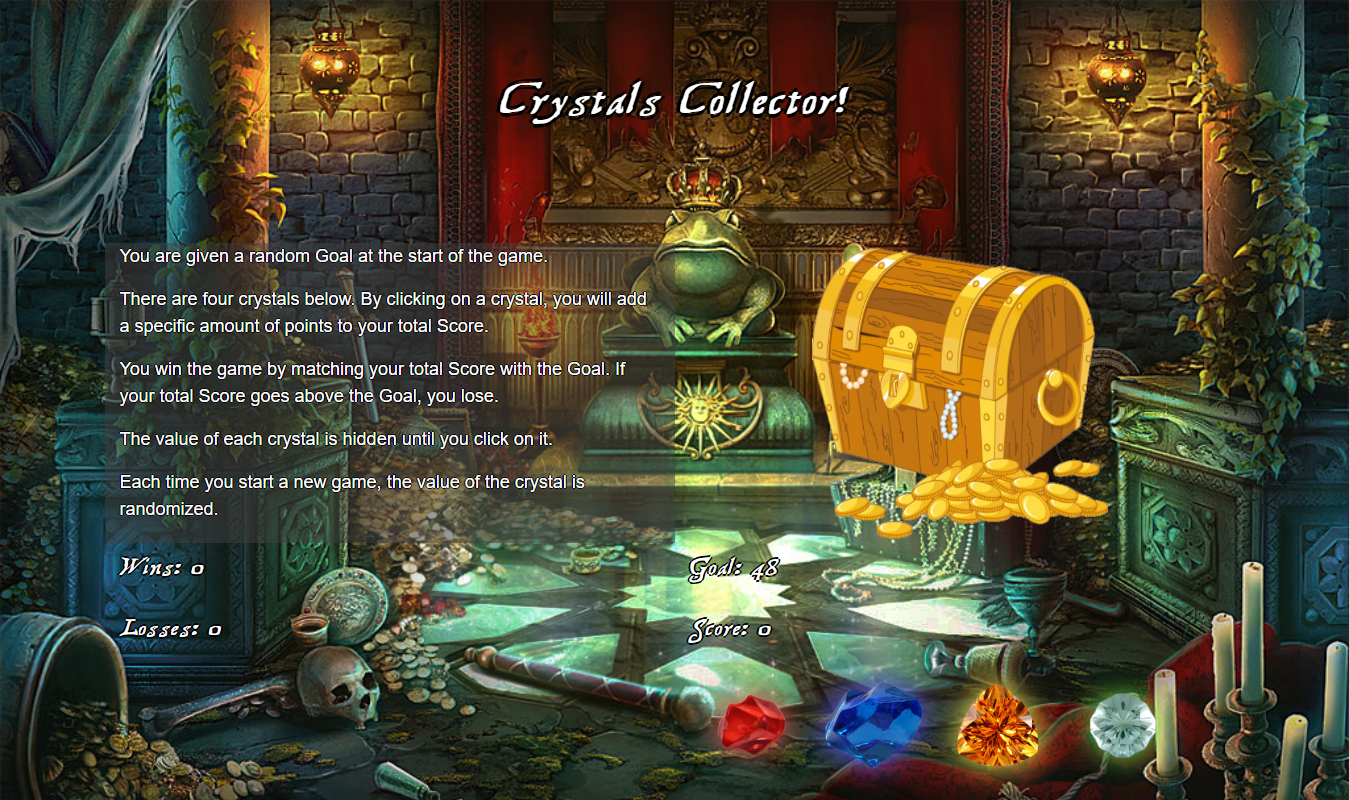 Crystals Collector!
You are given a random Goal at the start of the game.
There are four crystals below. By clicking on a crystal, you will add
a specific amount of points to your total Score.
You win the game by matching your total Score with the Goal. If
your total Score goes above the Goal, you lose.
The value of each crystal is hidden until you click on it.
Each time you start a new game, the value of the crystal is
randomized.
Wins: 0
Goal: 48
Losses: 0
Score: 0